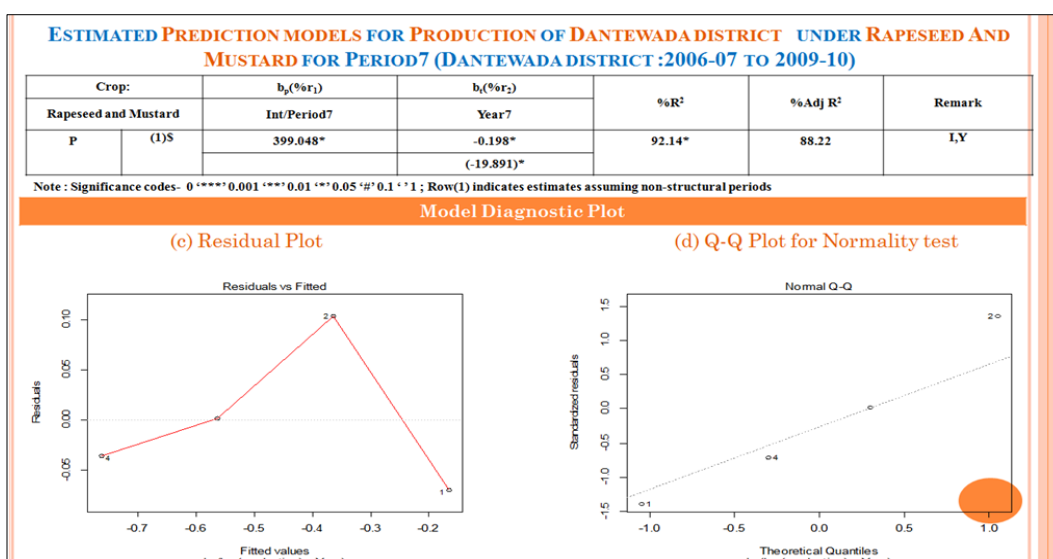 ESTIMATED PREDICTION MODELS FOR PRODUCTION OF DANTEWADA DISTRICT UNDER RAPESEED AND
MUSTARD FOR PERIOD7 (DANTEWADA DISTRICT :2006-07 TO 2009-10)
Crop: bp(%r1) bt(%r2) %R2 %Adj R2 Remark
Rapeseed and Mustard Int/Period7 Year7
P (1)$ 399.048* -0.198* 92.14* 88.22 I,Y
(-19.891)*
Note : Significance codes- 0 ‘***’ 0.001 ‘**’ 0.01 ‘*’ 0.05 ‘#’ 0.1 ‘ ’ 1 ; Row(1) indicates estimates assuming non-structural periods
Model Diagnostic Plot
(c) Residual Plot
Residuals vs Fitted
Residuals
0.10
0.05
0.00
-0.05
2
4
1
-0.7 -0.6 -0.5 -0.4 -0.3 -0.2
Fitted values
(d) Q-Q Plot for Normality test
Normal Q-Q
Standardized residuals
1.5
1.0
0.5
0.0
-0.5
-1.0
-1.5
2
4
1
-1.0 -0.5 0.0 0.5 1.0
Theoretical Quantiles